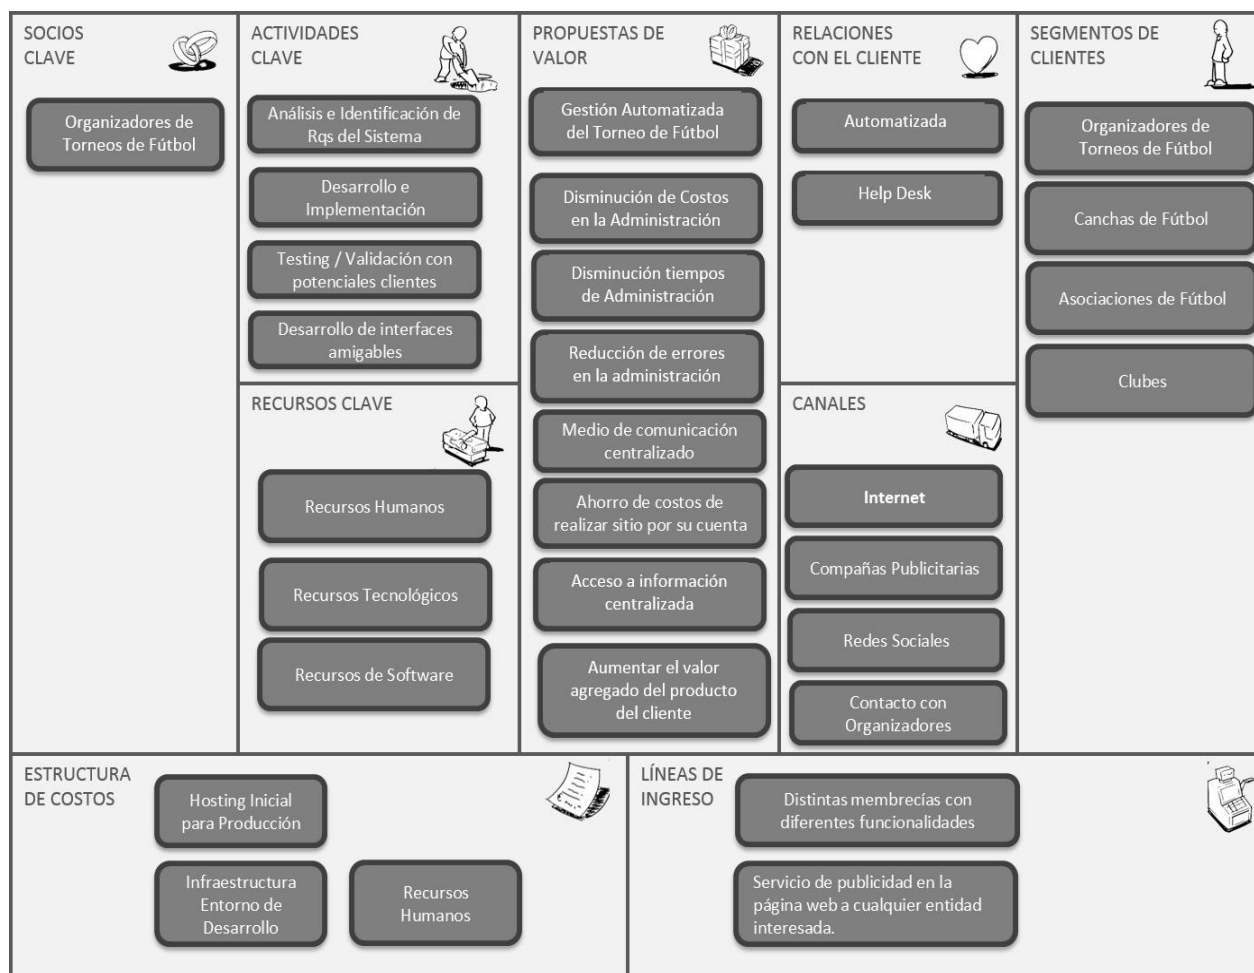 SOCIOS
CLAVE
Organizadores de
Torneos de Fútbol
ACTIVIDADES
CLAVE
Análisis e Identificación de
Rqs del Sistema
Desarrollo e
Implementación
Testing / Validación con
potenciales clientes
Desarrollo de interfaces
amigables
RECURSOS CLAVE
Recursos Humanos
Recursos Tecnológicos
Recursos de Software
PROPUESTAS DE
VALOR
Gestión Automatizada
del Torneo de Fútbol
Disminución de Costos
en la Administración
Disminución tiempos
de Administración
Reducción de errores
en la administración
Medio de comunicación
centralizado
Ahorro de costos de
realizar sitio por su cuenta
Acceso a información
centralizada
Aumentar el valor
agregado del producto
del cliente
RELACIONES
CON EL CLIENTE
Automatizada
Help Desk
CANALES
Internet
Compañas Publicitarias
Redes Sociales
Contacto con
Organizadores
SEGMENTOS DE
CLIENTES
Organizadores de
Torneos de Fútbol
Canchas de Fútbol
Asociaciones de Fútbol
Clubes
ESTRUCTURA
DE COSTOS
Hosting Inicial
para Producción
Infraestructura
Entorno de
Desarrollo
Recursos
Humanos
LÍNEAS DE
INGRESO
Distintas membrecías con
diferentes funcionalidades
Servicio de publicidad en la
página web a cualquier entidad
interesada.